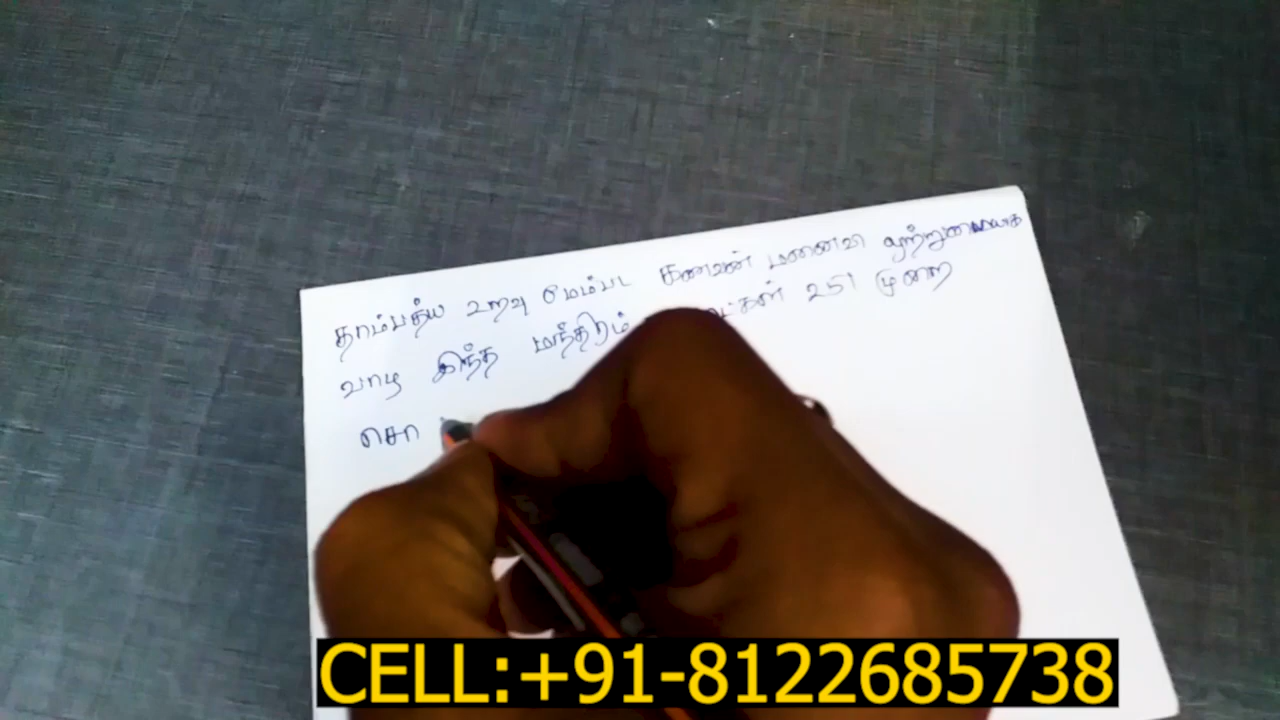 தாம்பத்ய உறவு மேம்பட கணவன் மனைவி ஒற்றுமையாக
வாழ இந்த மந்திரம் 251 முறை
சொ
CELL:+91-8122685738